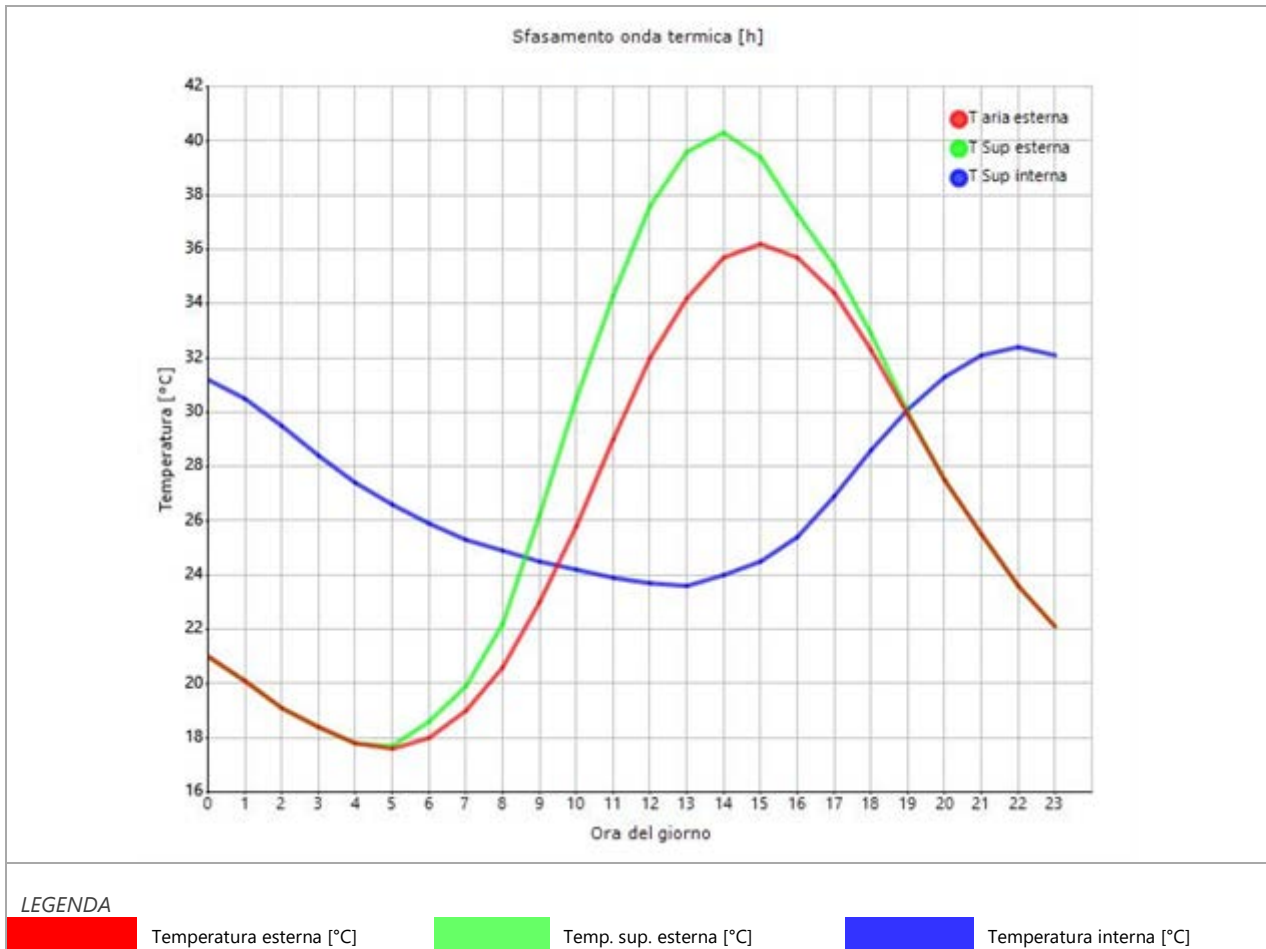 Sfasamento onda termica [h]
42
40
38
36
34
32
30
28
26
24
22
20
18
16
Temperatura [°C]
T aria esterna
T Sup esterna
T Sup interna
0 1 2 3 4 5 6 7 8 9 10 11 12 13 14 15 16 17 18 19 20 21 22 23
Ora del giorno
LEGENDA
Temperatura esterna [°C] Temp. sup. esterna [°C] Temperatura interna [°C]